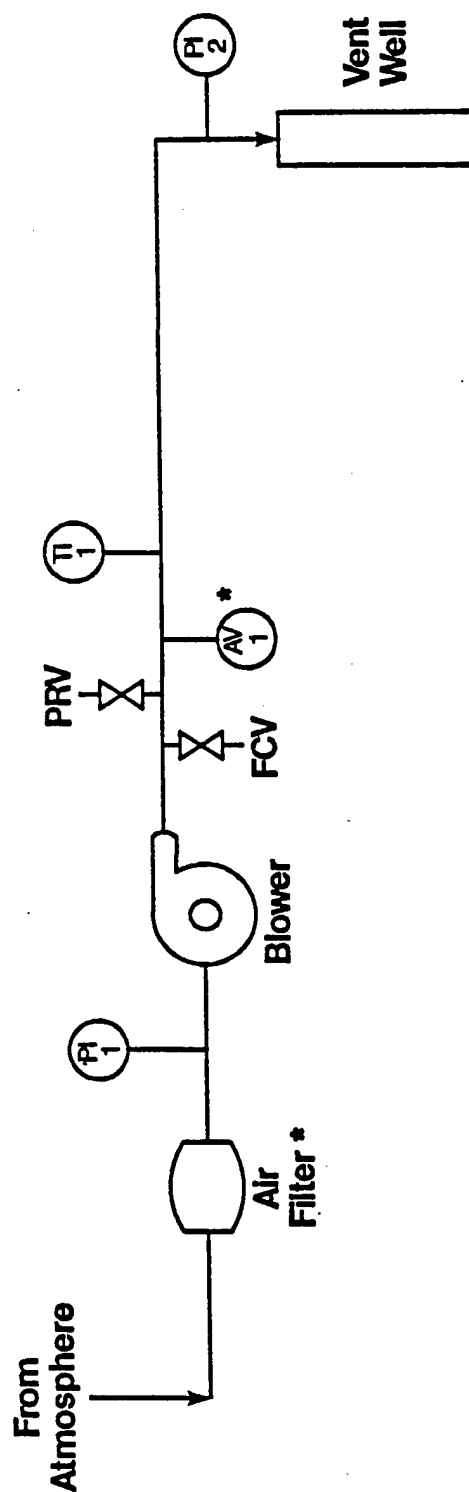 From
Atmosphere
Air
Filter*
PI
1
Blower
FCV
PRV
AV
1
*
TI
1
PI
2
Vent
Well